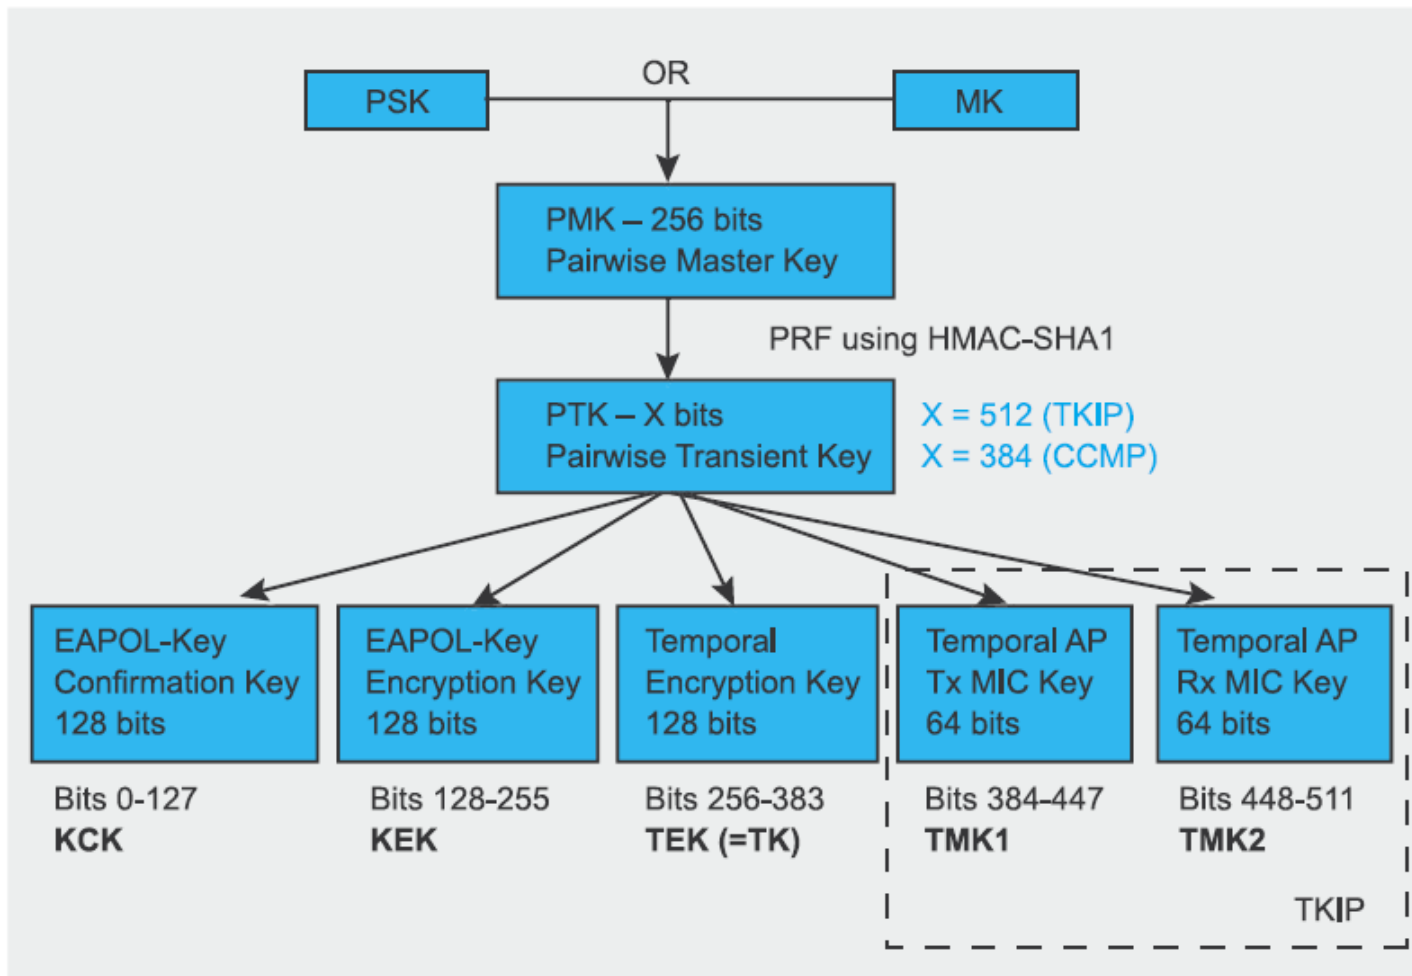 OR
PSK
MK
PMK – 256 bits
Pairwise Master Key
PRF using HMAC-SHA1
PTK – X bits
Pairwise Transient Key
X = 512 (TKIP)
X = 384 (CCMP)
EAPOL-Key
Confirmation Key
128 bits
EAPOL-Key
Encryption Key
128 bits
Temporal
Encryption Key
128 bits
Temporal AP
Tx MIC Key
64 bits
Temporal AP
Rx MIC Key
64 bits
Bits 0-127
KCK
Bits 128-255
KEK
Bits 256-383
TEK (=TK)
Bits 384-447
TMK1
Bits 448-511
TMK2
TKIP